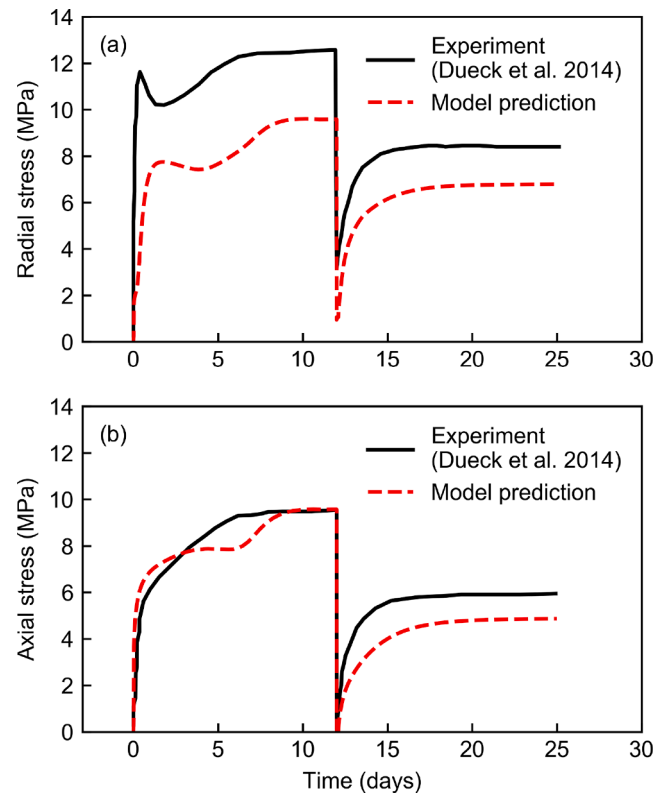 14
12
10
8
6
4
2
0
Radial stress (MPa)
(a)
Experiment
(Dueck et al. 2014)
Model prediction
0 5 10 15 20 25 30
14
12
10
8
6
4
2
0
Axial stress (MPa)
(b)
Experiment
(Dueck et al. 2014)
Model prediction
0 5 10 15 20 25 30
Time (days)